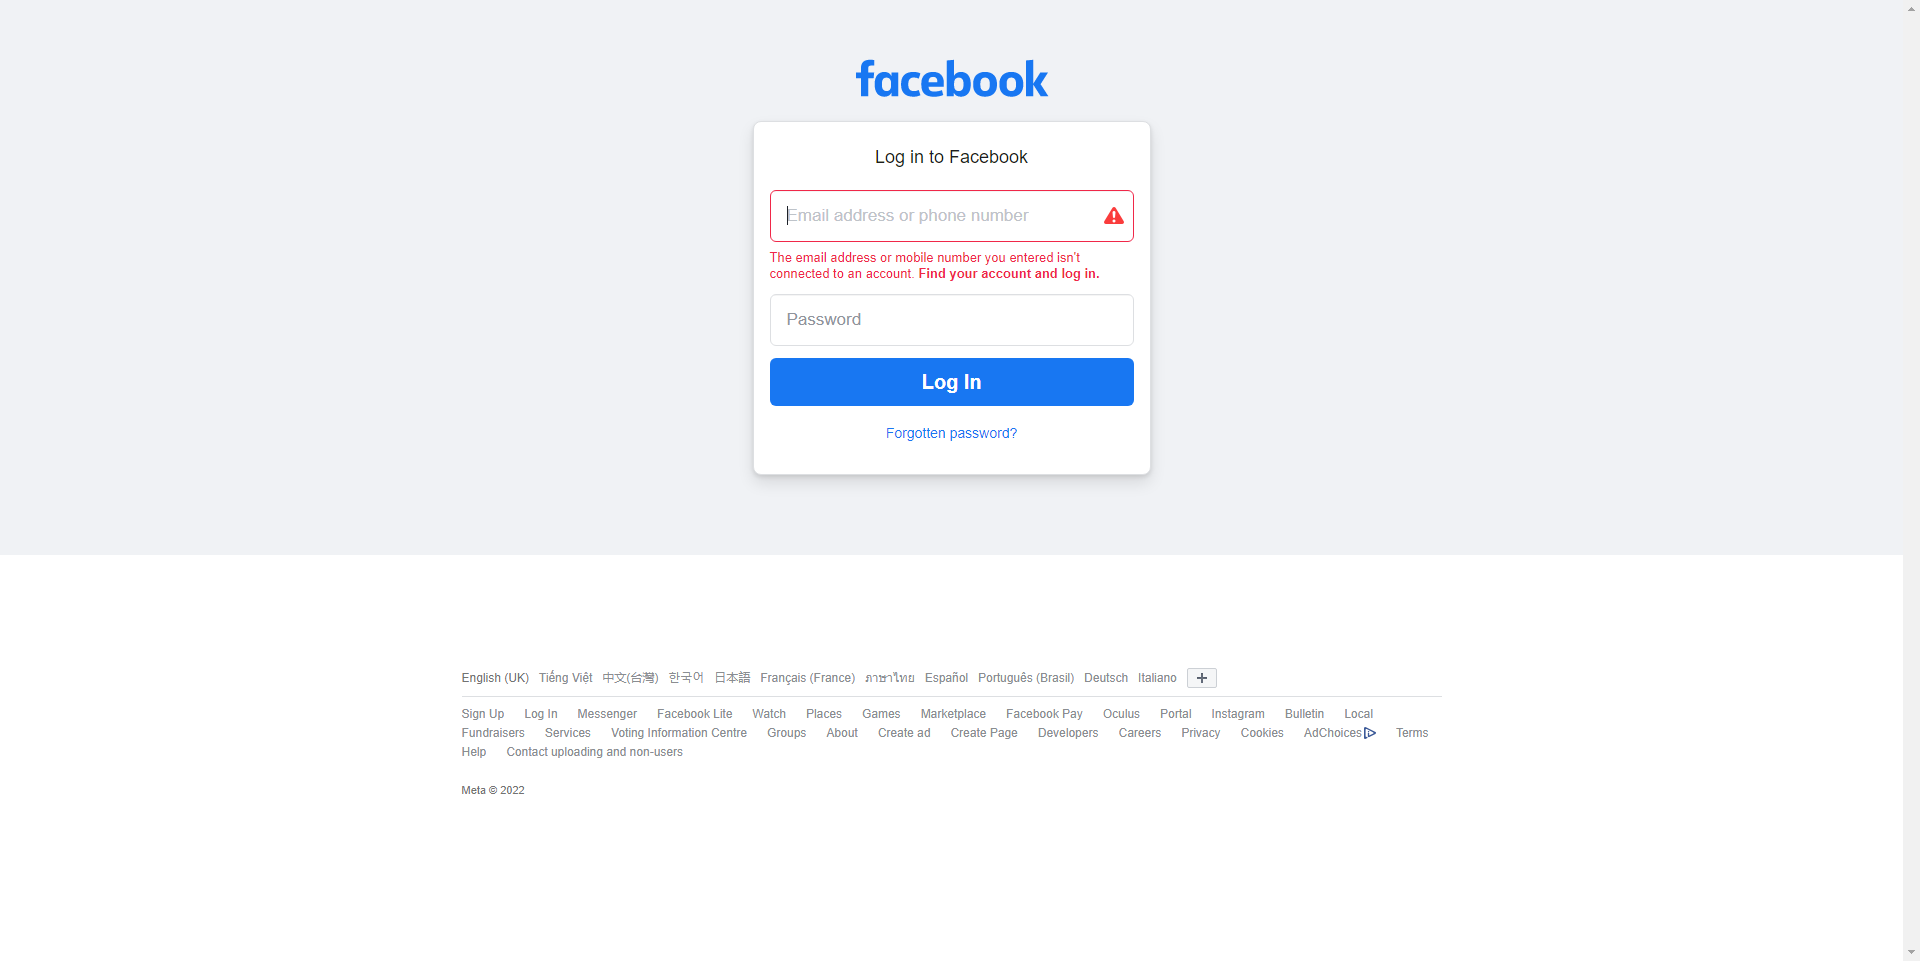 facebook
Log in to Facebook
Email address or phone number
The email address or mobile number you entered isn't
connected to an account. Find your account and log in.
Password
Log In
Forgotten password?
English (UK) Tiếng Việt 中文(台灣) 한국어 日本語 Français (France) ภาษาไทย Español Português (Brasil) Deutsch Italiano
Sign Up Log In Messenger Facebook Lite Watch Places Games Marketplace Facebook Pay Oculus Portal Instagram Bulletin Local
Fundraisers Services Voting Information Centre Groups About Create ad Create Page Developers Careers Privacy Cookies AdChoices Terms
Help Contact uploading and non-users
Meta © 2022